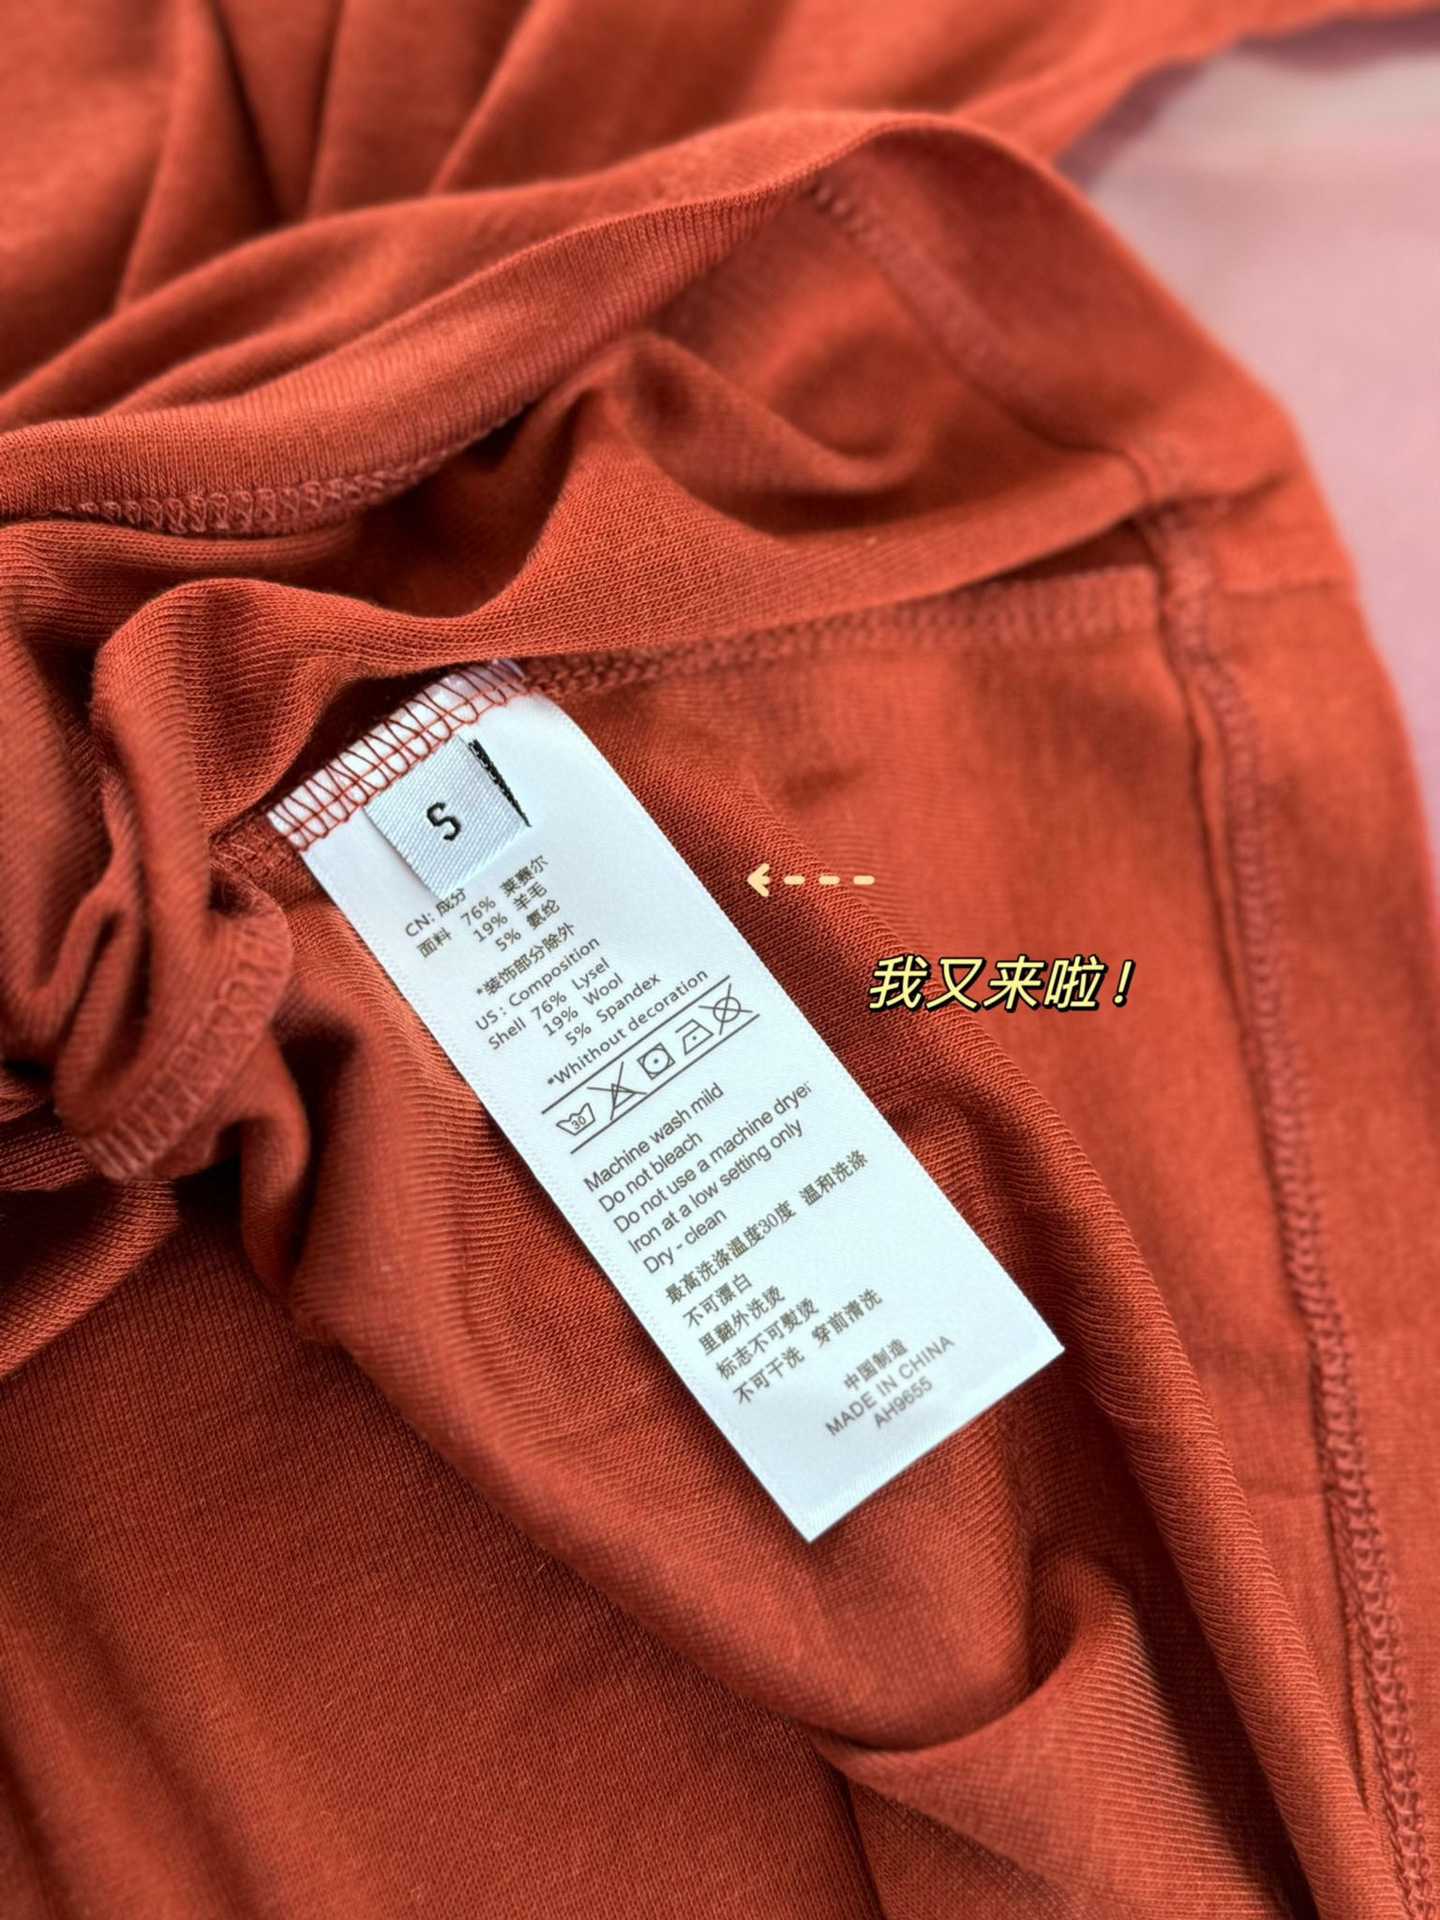 S
CN: 成分
面料 76% 莱赛尔
19% 羊毛
5% 氨纶
*装饰部分除外
US: Composition
Shell 76% Lysel
19% Wool
5% Spandex
*Whithout decoration
30
Machine wash mild
Do not bleach
Do not use a machine dryer
Iron at a low setting only
Dry - clean
最高洗涤温度30度 温和洗涤
不可漂白
里翻外洗烫
标志不可熨烫
不可干洗 穿前清洗
中国制造
MADE IN CHINA
AH9655
我又来啦！